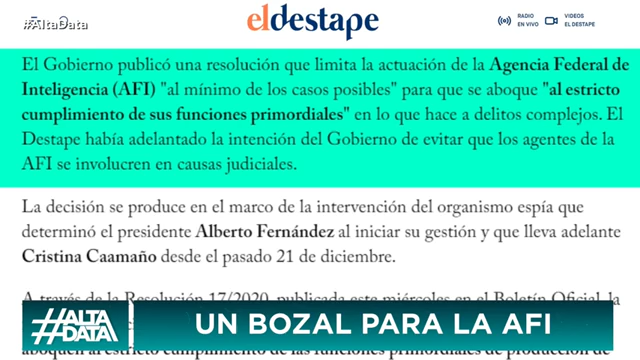 #AltaData
eldestape
RADIO
EN VIVO
VIDEOS
EL DESTAPE
El Gobierno publicó una resolución que limita la actuación de la Agencia Federal de
Inteligencia (AFI) "al mínimo de los casos posibles" para que se aboque "al estricto
cumplimiento de sus funciones primordiales" en lo que hace a delitos complejos. El
Destape había adelantado la intención del Gobierno de evitar que los agentes de la
AFI se involucren en causas judiciales.
La decisión se produce en el marco de la intervención del organismo espía que
determinó el presidente Alberto Fernández al iniciar su gestión y que lleva adelante
Cristina Caamaño desde el pasado 21 de diciembre.
A través de la Resolución 17/2020, publicada este miércoles en el Boletín Oficial, la
#ALTA
DATA
UN BOZAL PARA LA AFI